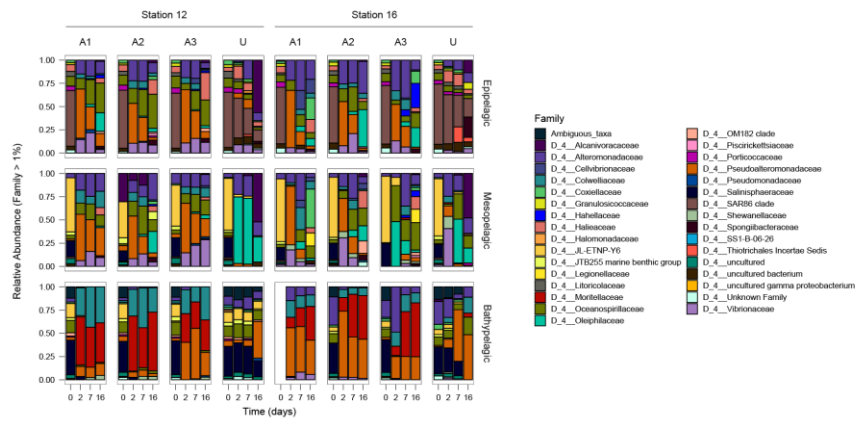 Station 12 Station 16
A1 A2 A3 U A1 A2 A3 U
Relative Abundance (Family > 1%)
1.00
0.75
0.50
0.25
0.00
Epipelagic
1.00
0.75
0.50
0.25
0.00
Mesopelagic
1.00
0.75
0.50
0.25
0.00
Bathypelagic
0 2 7 16 0 2 7 16 0 2 7 16 0 2 7 16 0 2 7 16 0 2 7 16 0 2 7 16 0 2 7 16
Time (days)
Family
Ambiguous_taxa
D_4__Alcanivoracaceae
D_4__Alteromonadaceae
D_4__Cellvibrionaceae
D_4__Colwelliaceae
D_4__Coxiellaceae
D_4__Granulosicoccaceae
D_4__Hahellaceae
D_4__Halieaceae
D_4__Halomonadaceae
D_4__JL-ETNP-Y6
D_4__JTB255 marine benthic group
D_4__Legionellaceae
D_4__Litoricolaceae
D_4__Moritellaceae
D_4__Oceanospirillaceae
D_4__Oleiphilaceae
D_4__OM182 clade
D_4__Piscirickettsiaceae
D_4__Porticoccaceae
D_4__Pseudoalteromonadaceae
D_4__Pseudomonadaceae
D_4__Salinisphaeraceae
D_4__SAR86 clade
D_4__Shewanellaceae
D_4__Spongiibacteraceae
D_4__SS1-B-06-26
D_4__Thiotrichales Incertae Sedis
D_4__uncultured
D_4__uncultured bacterium
D_4__uncultured gamma proteobacterium
D_4__Unknown Family
D_4__Vibrionaceae